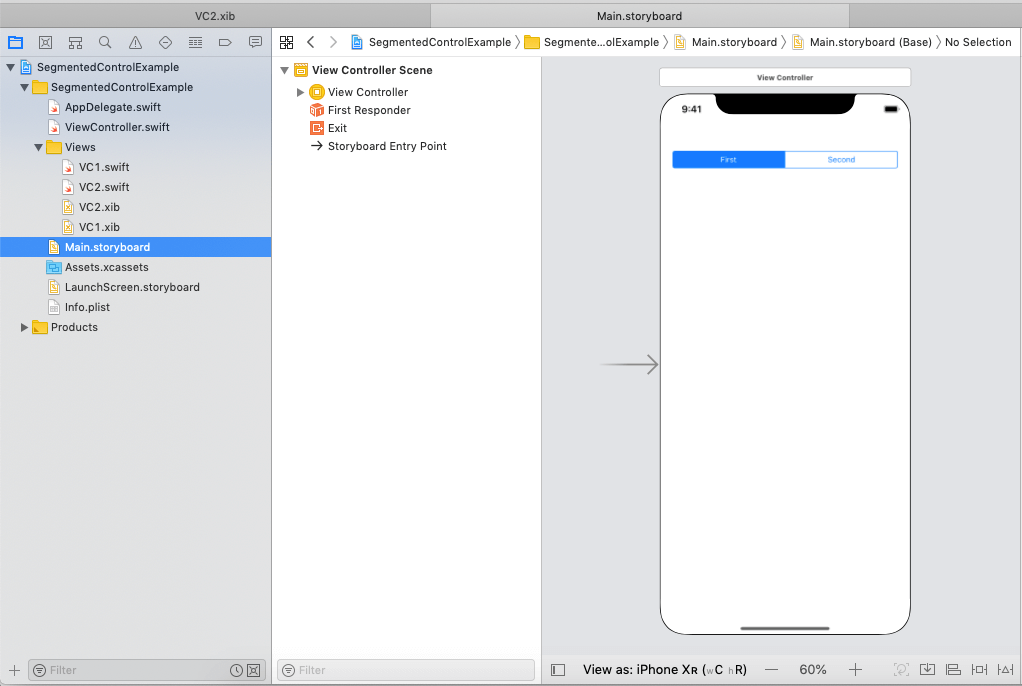 VC2.xib
Main.storyboard
SegmentedControlExample
Segmente...olExample
Main.storyboard
Main.storyboard (Base)
No Selection
SegmentedControlExample
SegmentedControlExample
AppDelegate.swift
ViewController.swift
Views
VC1.swift
VC2.swift
VC2.xib
VC1.xib
Main.storyboard
Assets.xcassets
LaunchScreen.storyboard
Info.plist
Products
Filter
View Controller Scene
View Controller
First Responder
Exit
Storyboard Entry Point
Filter
View Controller
9:41
First
Second
View as: iPhone XR (wC hR)
60%